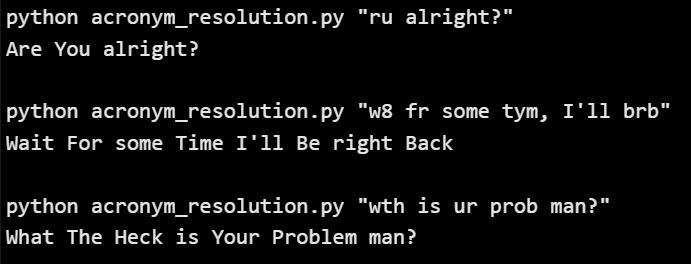 python acronym_resolution.py "ru alright?"
Are You alright?
python acronym_resolution.py "w8 fr some tym, I'll brb"
Wait For some Time I'll Be right Back
python acronym_resolution.py "wth is ur prob man?"
What The Heck is Your Problem man?